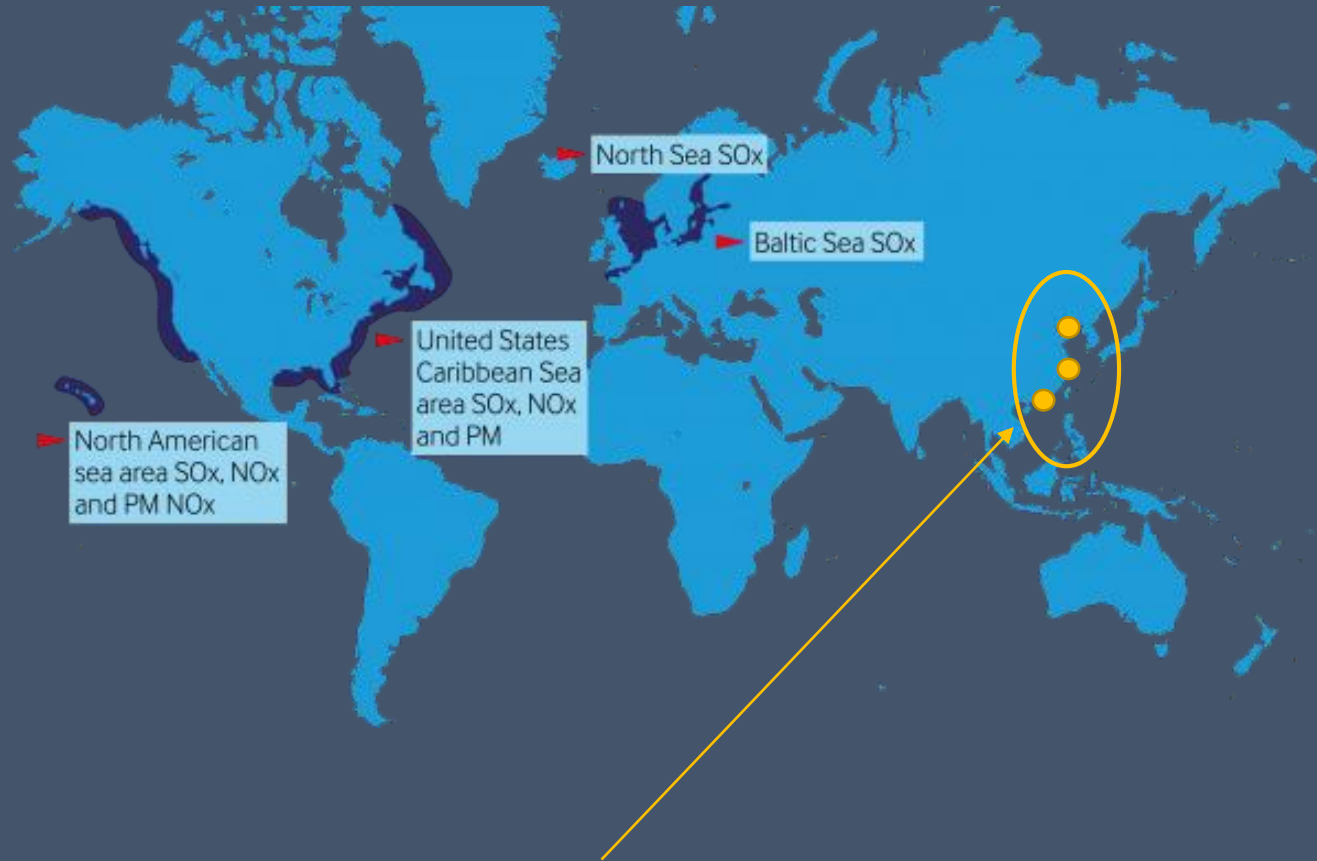 North Sea SOx
Baltic Sea SOx
United States
Caribbean Sea
area SOx, NOx
and PM
North American
sea area SOx, NOx
and PM NOx